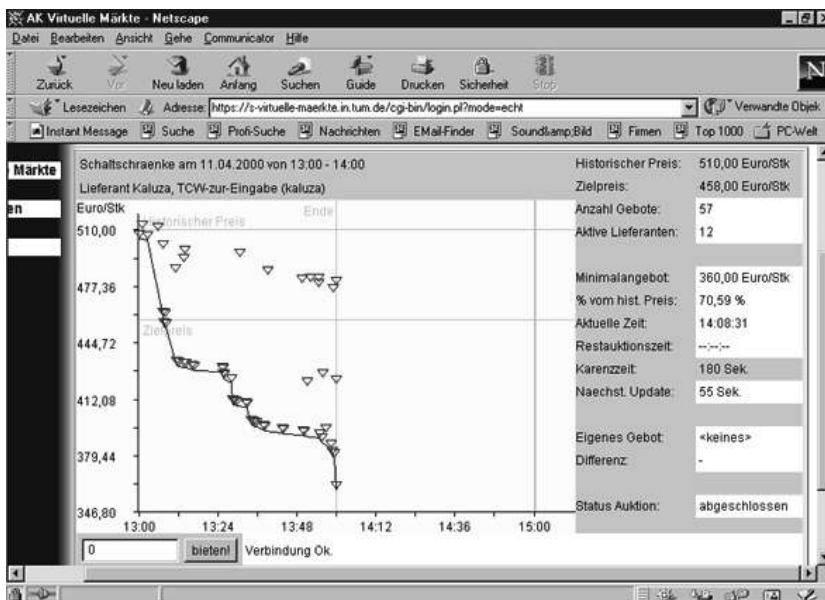 AK Virtuelle Märkte - Netscape
Datei Bearbeiten Ansicht Gehe Communicator Hilfe
Zurück Vor Neu laden Anfang Suchen Guide Drucken Sicherheit Stop
Lesezeichen Adresse: https://s-virtuelle-maerkte.in.tum.de/cgi-bin/login.pl?mode=echt Verwandte Objek
Instant Message Suche Profi-Suche Nachrichten EMail-Finder Sound&amp;Bild Firmen Top 1000 PC-Welt
Märkte
en
Schaltschraenke am 11.04.2000 von 13:00 - 14:00
Lieferant Kaluza, TCW-zur-Eingabe (kaluza)
Euro/Stk
Historischer Preis
Ende
Zielpreis
510,00
477,36
444,72
412,08
379,44
346,80
13:00 13:24 13:48 14:12 14:36 15:00
Historischer Preis: 510,00 Euro/Stk
Zielpreis: 458,00 Euro/Stk
Anzahl Gebote: 57
Aktive Lieferanten: 12
Minimalangebot: 360,00 Euro/Stk
% vom hist. Preis: 70,59 %
Aktuelle Zeit: 14:08:31
Restauktionszeit: --:--:--
Karenzzeit: 180 Sek.
Naechst. Update: 55 Sek.
Eigenes Gebot: <keines>
Differenz: -
Status Auktion: abgeschlossen
0 bieten! Verbindung Ok.